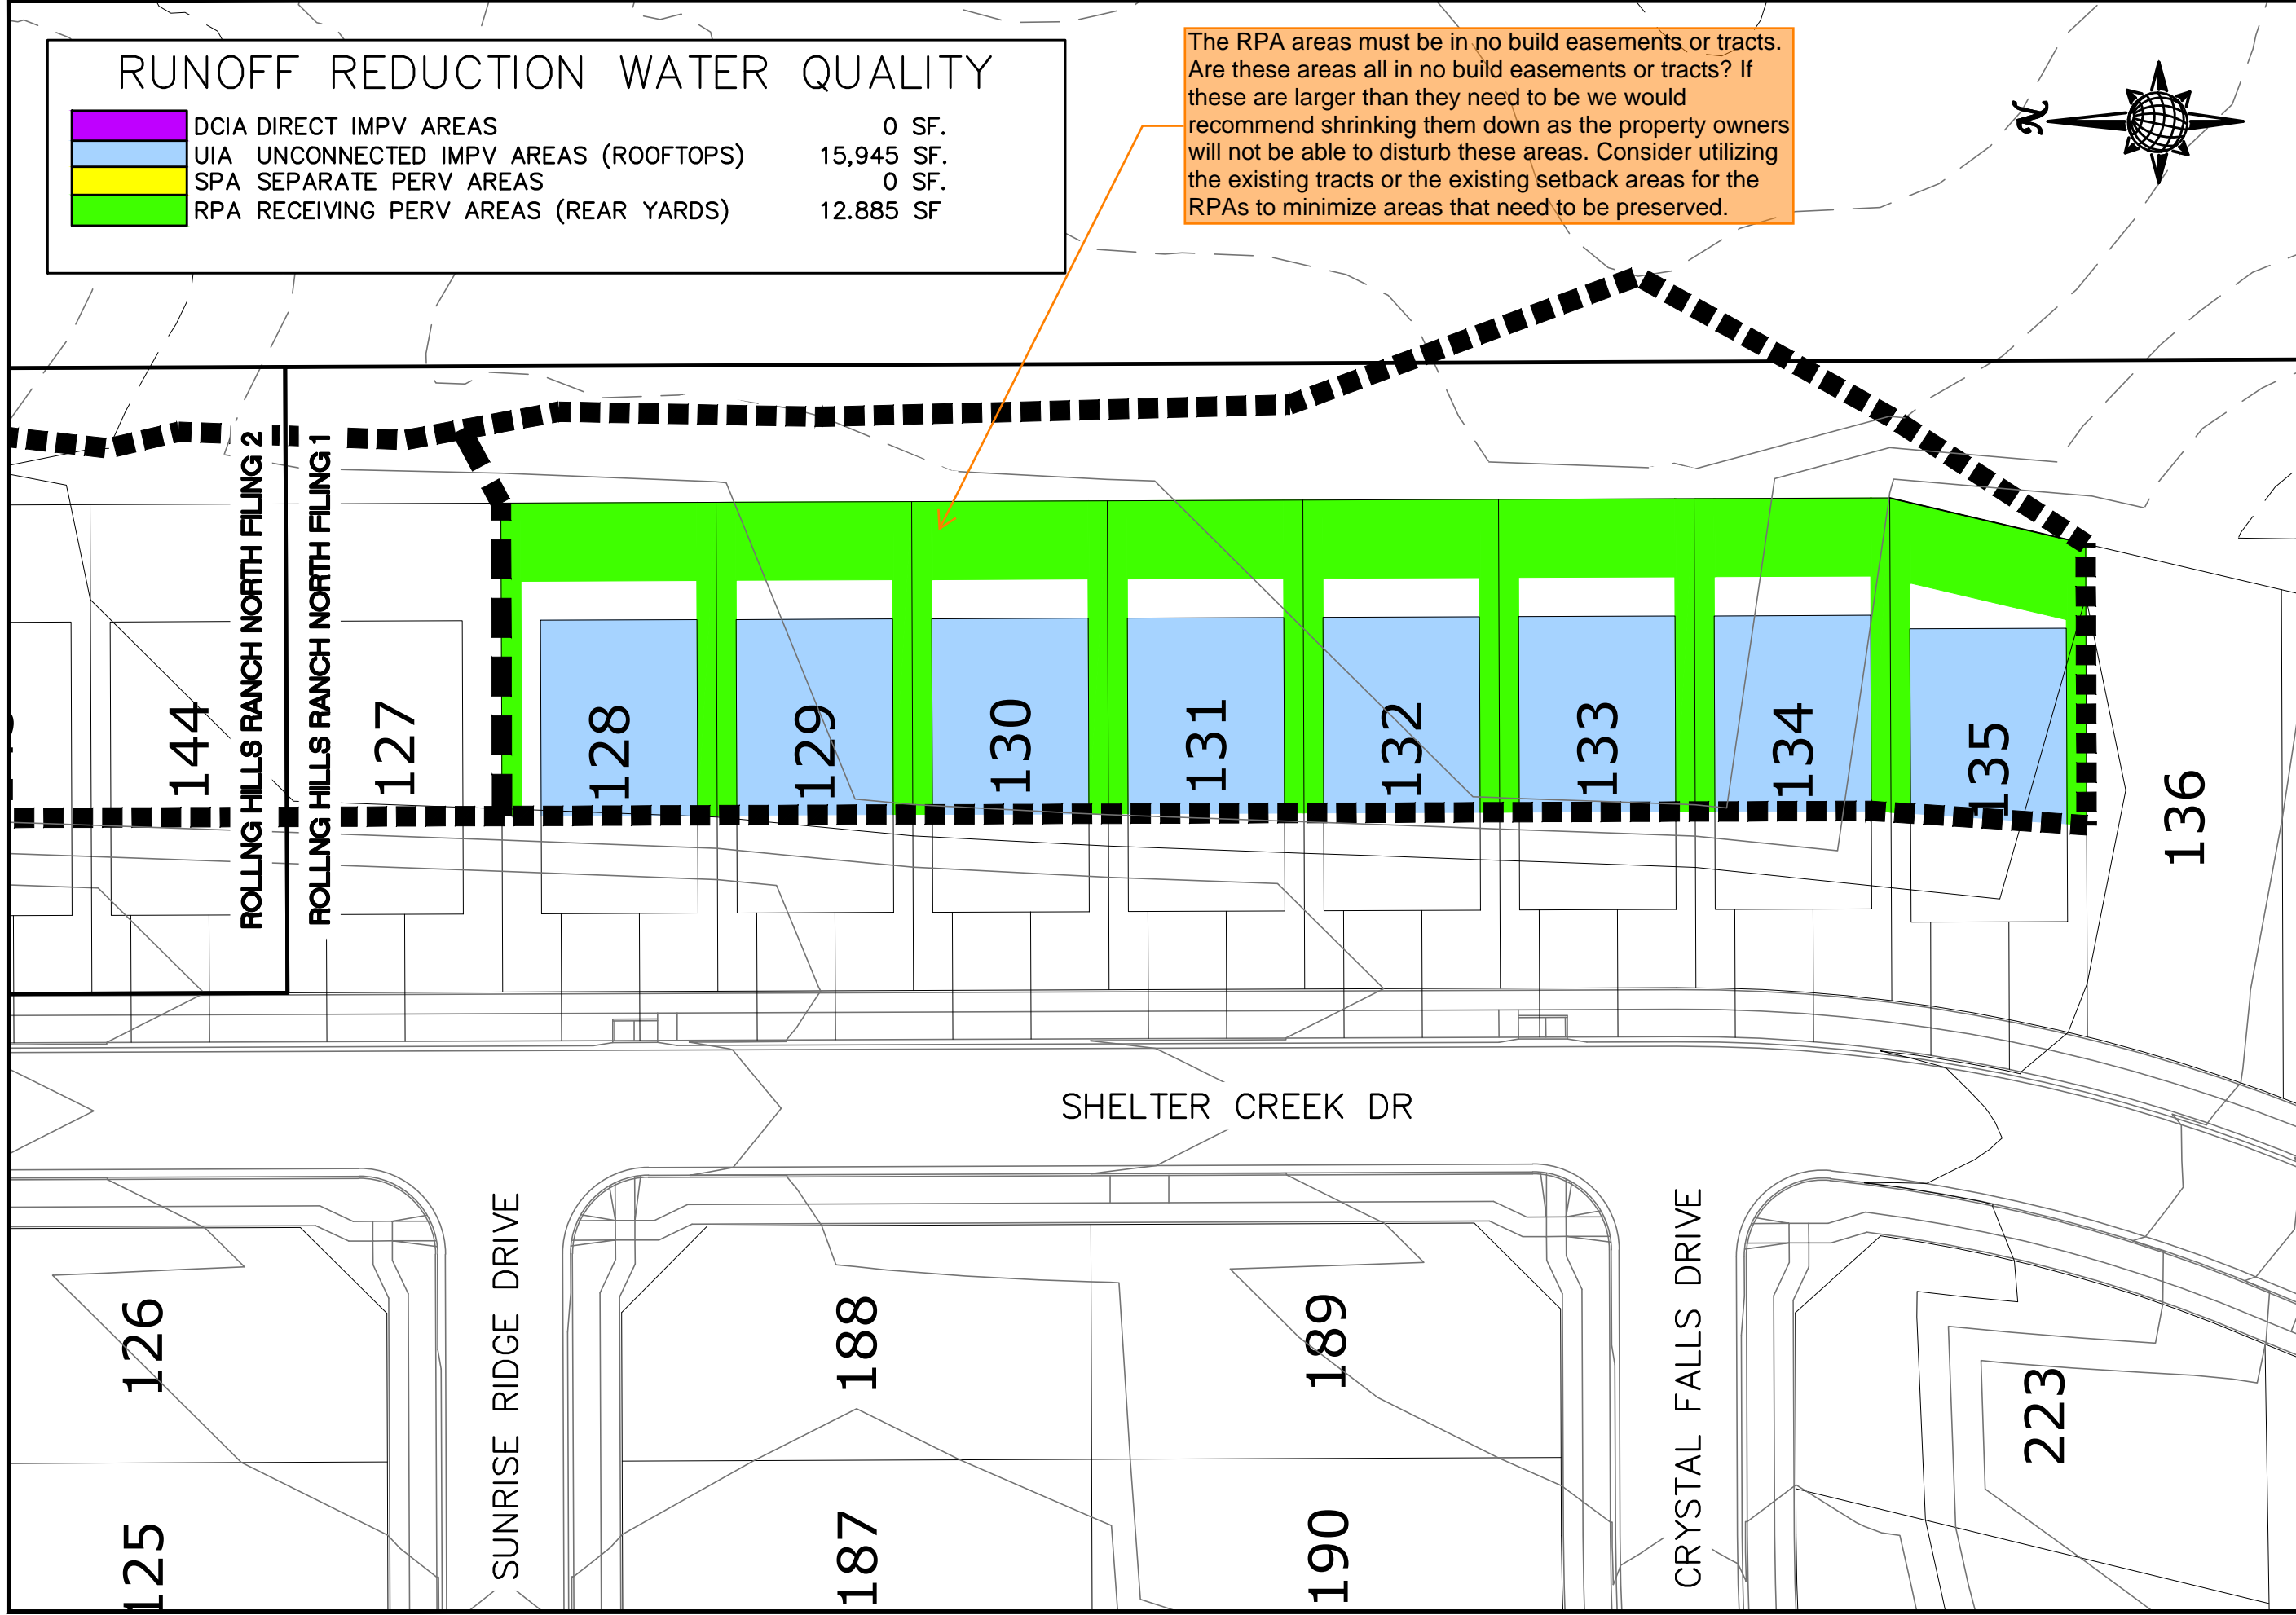 RUNOFF REDUCTION WATER QUALITY
DCIA DIRECT IMPV AREAS 0 SF.
UIA UNCONNECTED IMPV AREAS (ROOFTOPS) 15,945 SF.
SPA SEPARATE PERV AREAS 0 SF.
RPA RECEIVING PERV AREAS (REAR YARDS) 12.885 SF
The RPA areas must be in no build easements or tracts.
Are these areas all in no build easements or tracts? If
these are larger than they need to be we would
recommend shrinking them down as the property owners
will not be able to disturb these areas. Consider utilizing
the existing tracts or the existing setback areas for the
RPAs to minimize areas that need to be preserved.
N
144
ROLLNG HILLS RANCH NORTH FILING 2
ROLLNG HILLS RANCH NORTH FILING 1
127
128
129
130
131
132
133
134
135
136
SHELTER CREEK DR
SUNRISE RIDGE DRIVE
CRYSTAL FALLS DRIVE
126
188
189
223
125
187
190